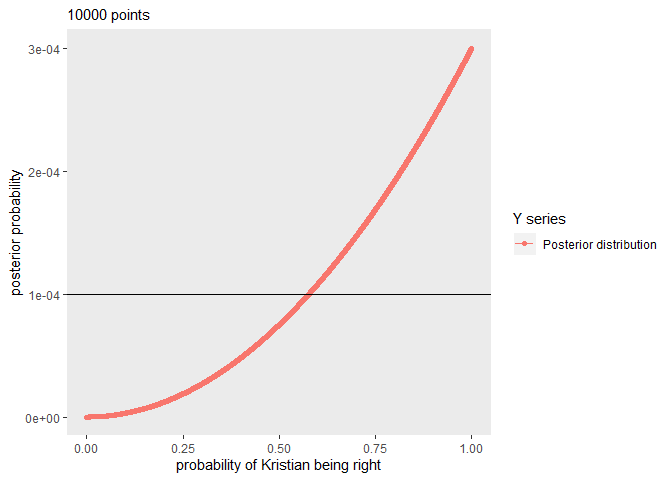 10000 points
3e-04
2e-04
1e-04
0e+00
posterior probability
0.00 0.25 0.50 0.75 1.00
probability of Kristian being right
Y series
Posterior distribution